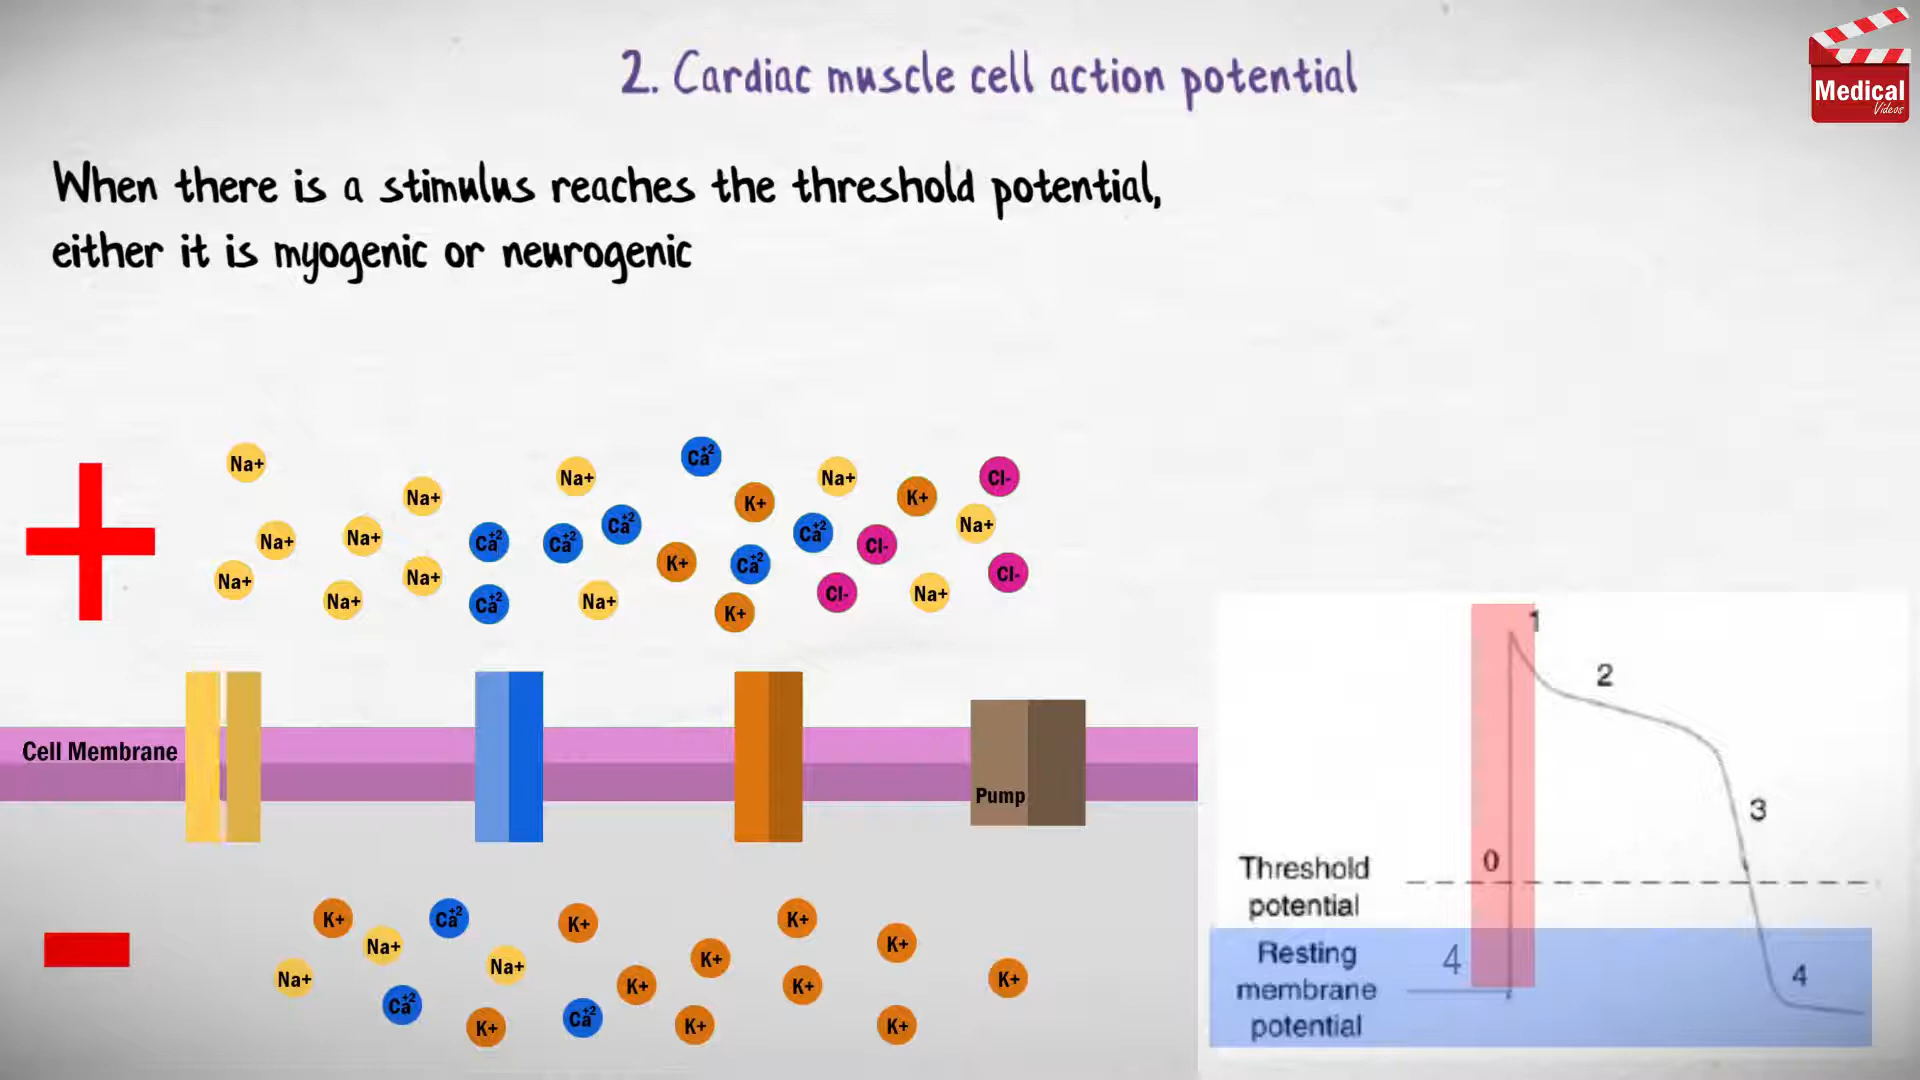 2. Cardiac muscle cell action potential
Medical
Videos
When there is a stimulus reaches the threshold potential,
either it is myogenic or neurogenic
Na+ Na+ Na+ Ca+2 K+ Na+ K+ Cl-
Na+ Na+ Ca+2 Ca+2 Ca+2 Ca+2 Cl- Na+
Na+ Na+ Na+ Ca+2 Na+ K+ K+ Ca+2 Cl- Na+ Cl-
Cell Membrane
Pump
K+ Na+ Ca+2 K+ K+ K+
Na+ Na+ K+ K+ K+ K+
Ca+2 K+ Ca+2 K+ K+
1
2
3
0
Threshold
potential
Resting
membrane
potential
4
4